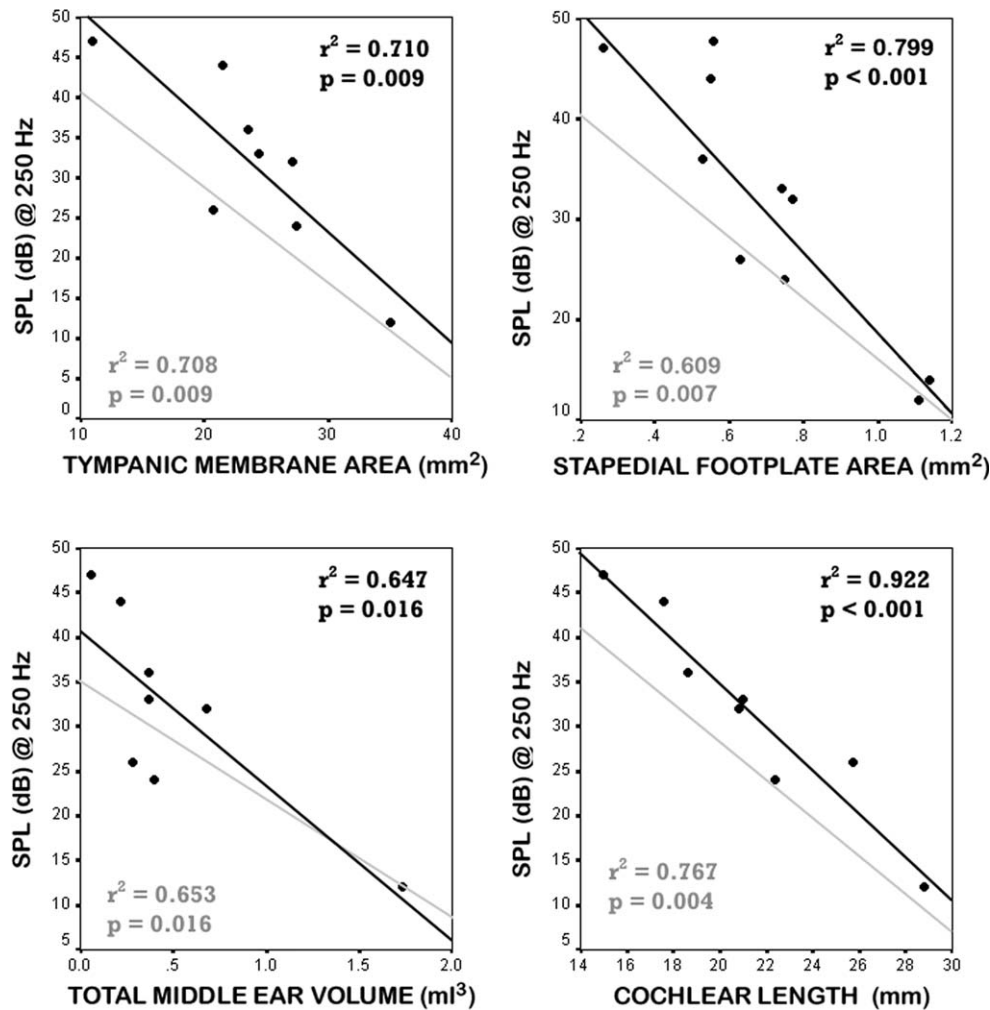 50
45
40
35
30
25
20
15
10
5
0
SPL (dB) @ 250 Hz
r² = 0.710
p = 0.009
r² = 0.708
p = 0.009
10 20 30 40
TYMPANIC MEMBRANE AREA (mm²)
50
40
30
20
10
SPL (dB) @ 250 Hz
r² = 0.799
p < 0.001
r² = 0.609
p = 0.007
.2 .4 .6 .8 1.0 1.2
STAPEDIAL FOOTPLATE AREA (mm²)
50
45
40
35
30
25
20
15
10
5
SPL (dB) @ 250 Hz
r² = 0.647
p = 0.016
r² = 0.653
p = 0.016
0.0 .5 1.0 1.5 2.0
TOTAL MIDDLE EAR VOLUME (ml³)
50
45
40
35
30
25
20
15
10
5
SPL (dB) @ 250 Hz
r² = 0.922
p < 0.001
r² = 0.767
p = 0.004
14 16 18 20 22 24 26 28 30
COCHLEAR LENGTH (mm)